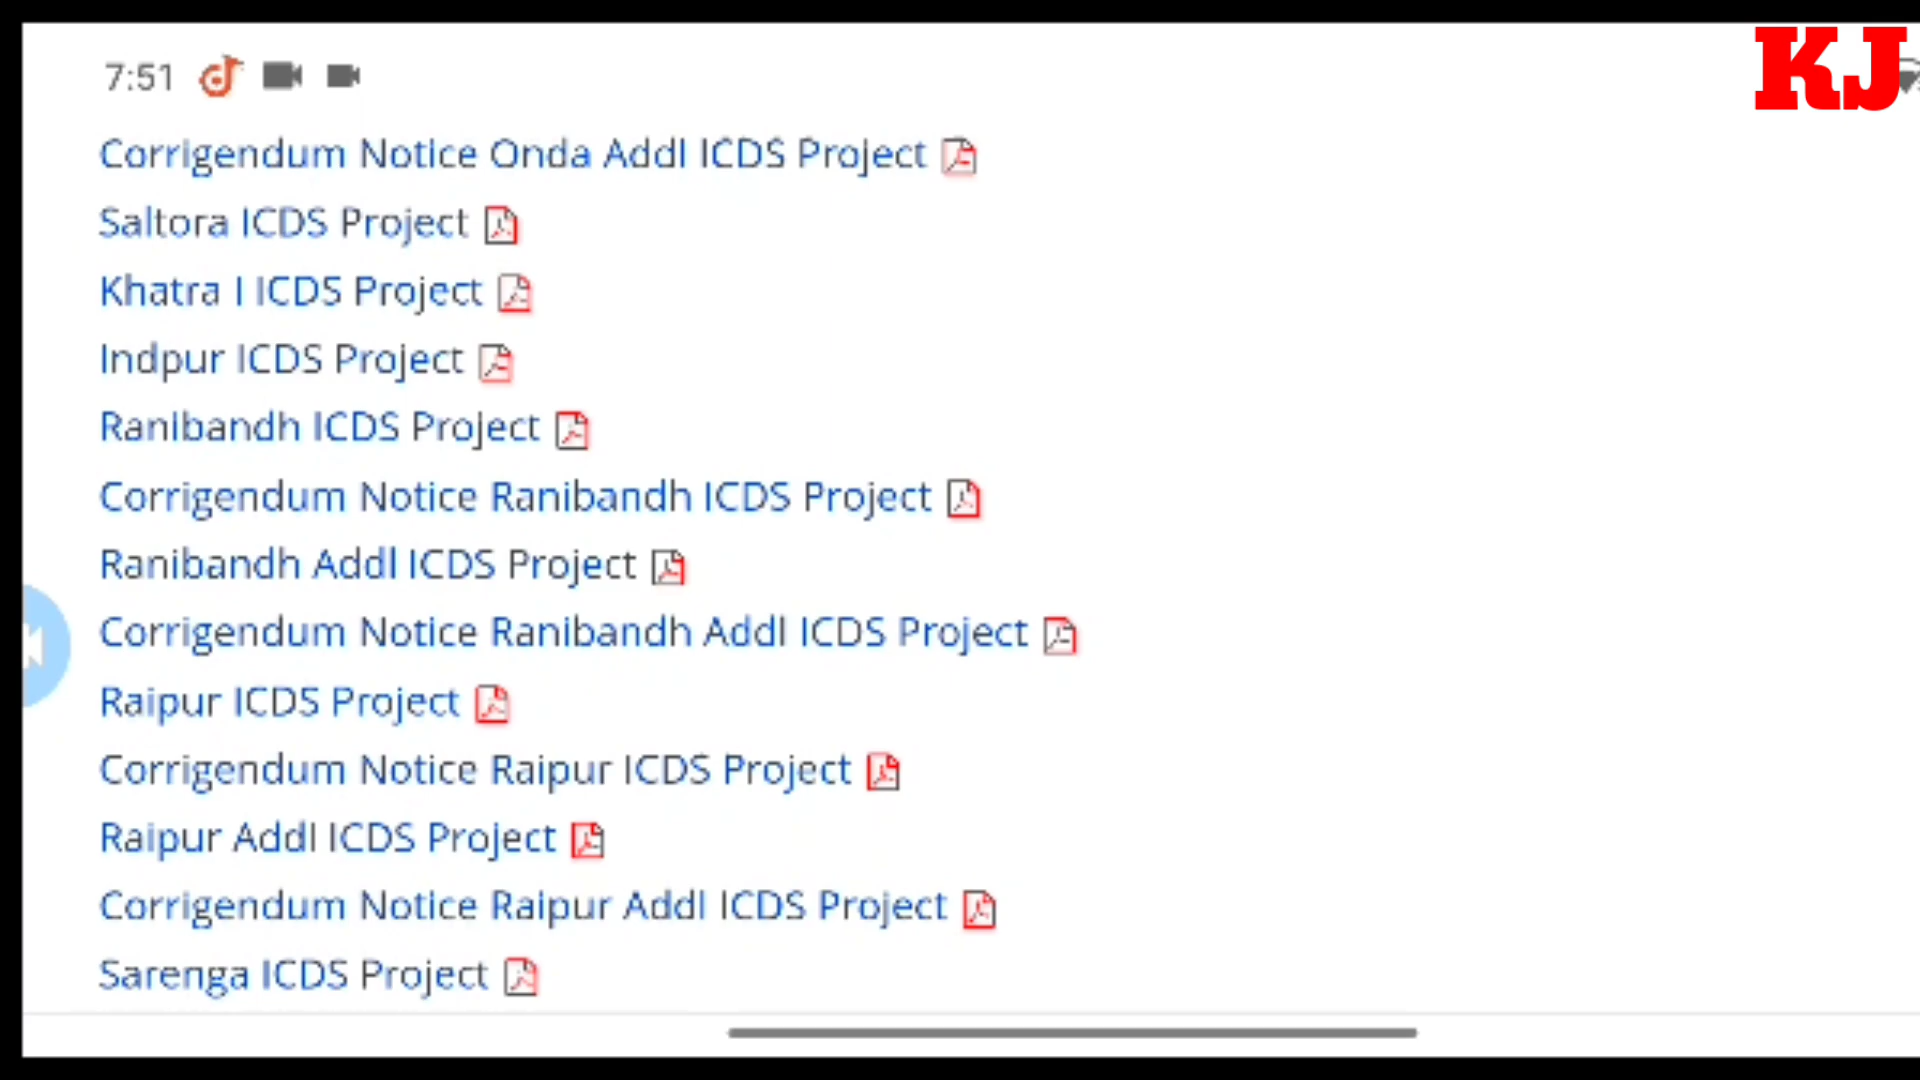 7:51
KJ
Corrigendum Notice Onda Addl ICDS Project
Saltora ICDS Project
Khatra I ICDS Project
Indpur ICDS Project
Ranibandh ICDS Project
Corrigendum Notice Ranibandh ICDS Project
Ranibandh Addl ICDS Project
Corrigendum Notice Ranibandh Addl ICDS Project
Raipur ICDS Project
Corrigendum Notice Raipur ICDS Project
Raipur Addl ICDS Project
Corrigendum Notice Raipur Addl ICDS Project
Sarenga ICDS Project